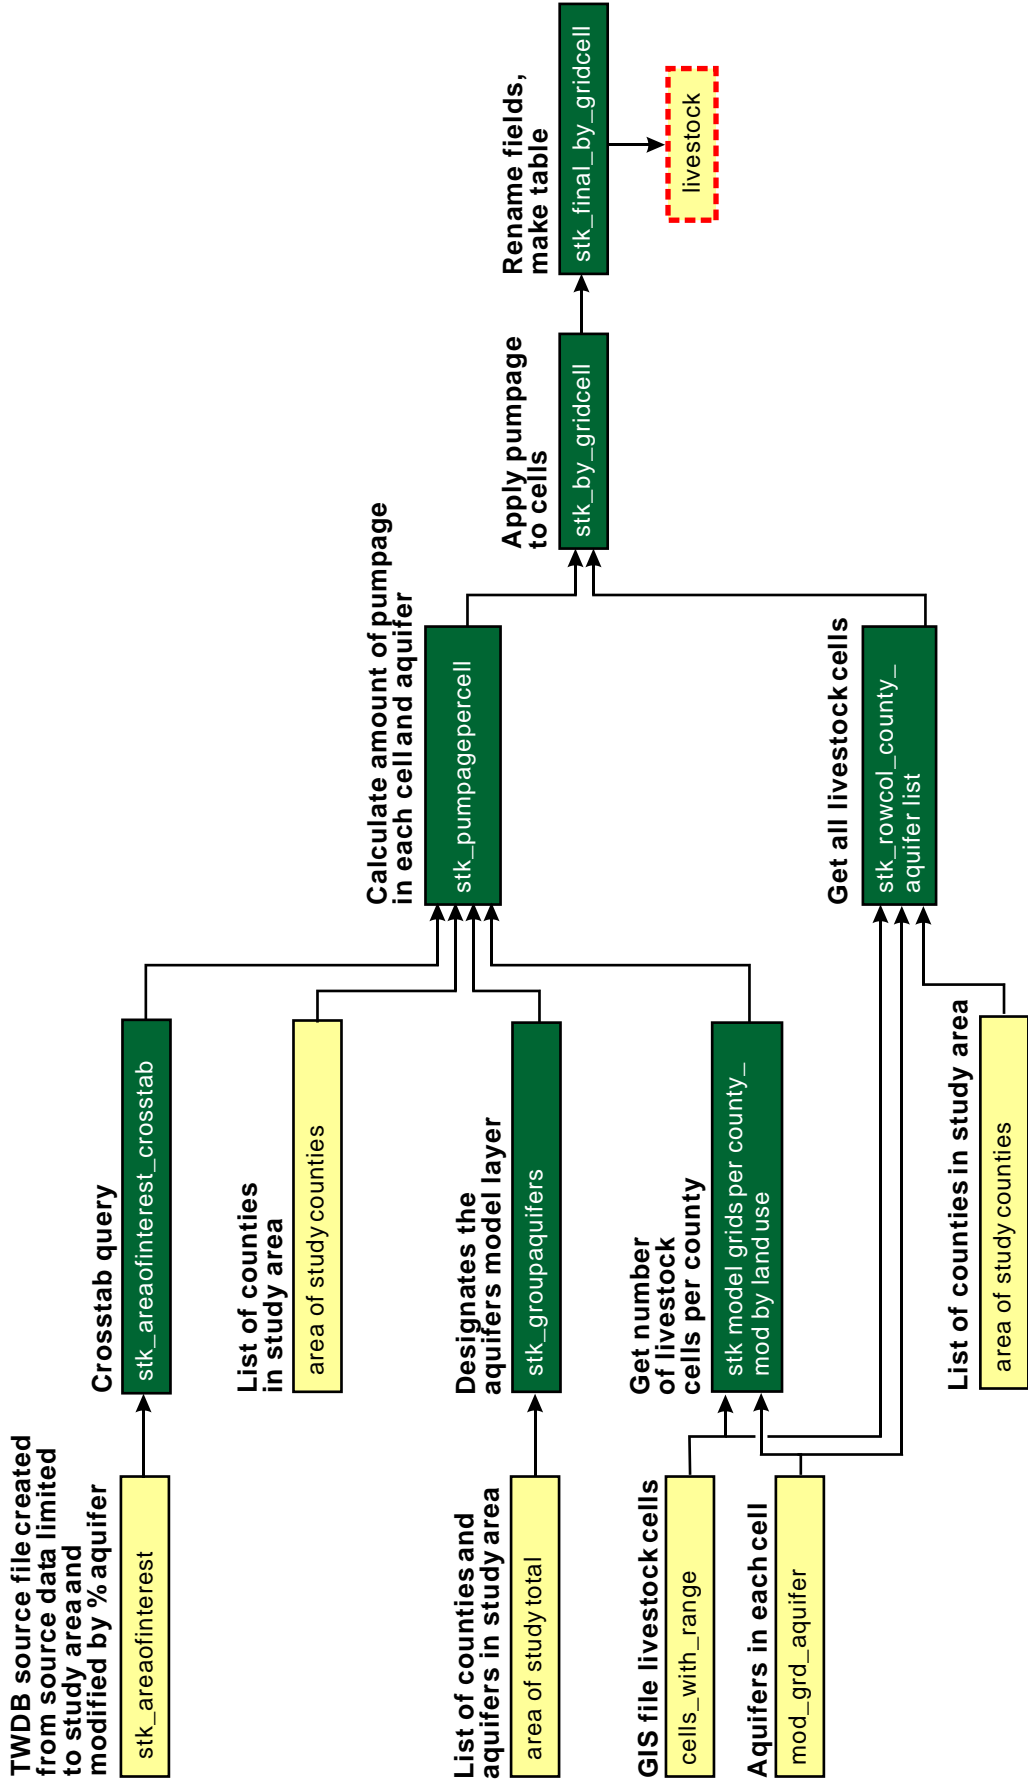 TWDB source file created
from source data limited
to study area and
modified by % aquifer
stk_areaofinterest
Crosstab query
stk_areaofinterest_crosstab
List of counties
in study area
area of study counties
List of counties and
aquifers in study area
area of study total
Designates the
aquifers model layer
stk_groupaquifers
GIS file livestock cells
cells_with_range
Aquifers in each cell
mod_grd_aquifer
Get number
of livestock
cells per county
stk model grids per county_
mod by land use
List of counties in study area
area of study counties
Calculate amount of pumpage
in each cell and aquifer
stk_pumpagepercell
Get all livestock cells
stk_rowcol_county_
aquifer list
Apply pumpage
to cells
stk_by_gridcell
Rename fields,
make table
stk_final_by_gridcell
livestock